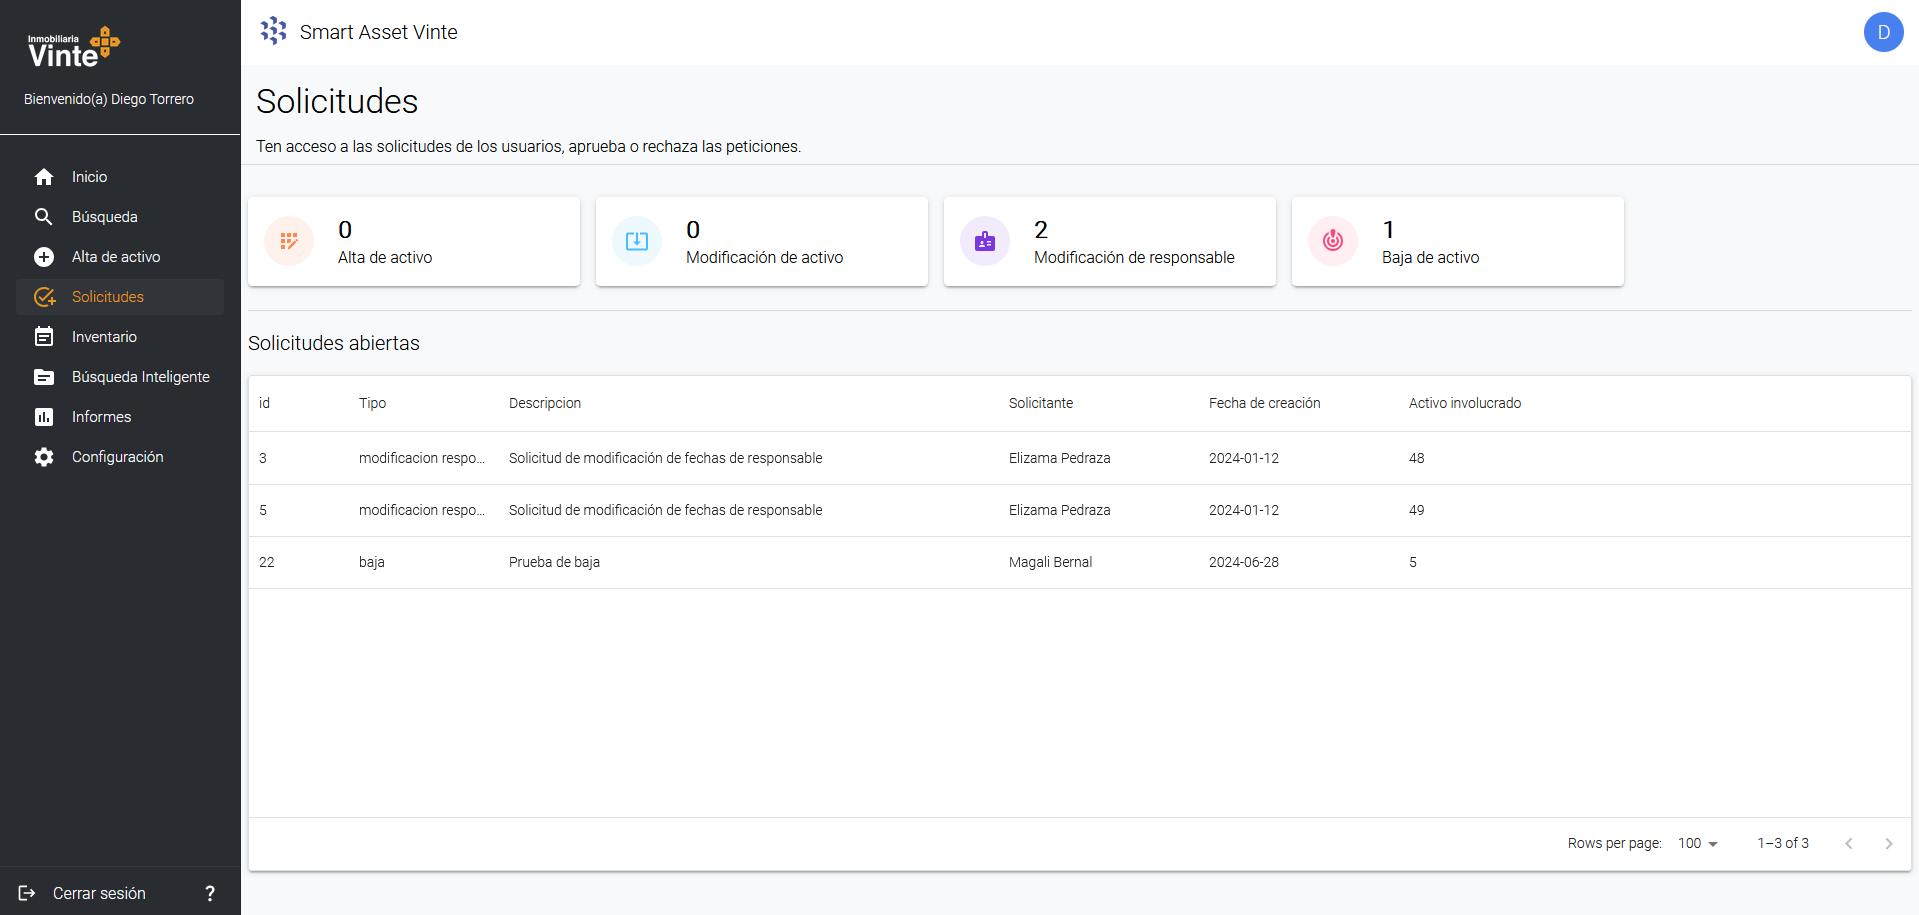 Inmobiliaria
Vinte
Bienvenido(a) Diego Torrero
Inicio
Búsqueda
Alta de activo
Solicitudes
Inventario
Búsqueda Inteligente
Informes
Configuración
Cerrar sesión ?
Smart Asset Vinte
D
Solicitudes
Ten acceso a las solicitudes de los usuarios, aprueba o rechaza las peticiones.
0
Alta de activo
0
Modificación de activo
2
Modificación de responsable
1
Baja de activo
Solicitudes abiertas
id Tipo Descripcion Solicitante Fecha de creación Activo involucrado
3 modificacion respo... Solicitud de modificación de fechas de responsable Elizama Pedraza 2024-01-12 48
5 modificacion respo... Solicitud de modificación de fechas de responsable Elizama Pedraza 2024-01-12 49
22 baja Prueba de baja Magali Bernal 2024-06-28 5
Rows per page: 100 1–3 of 3